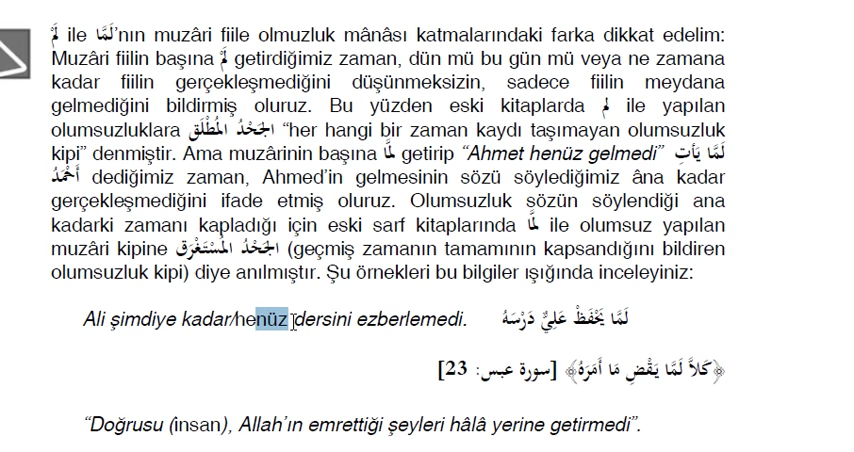 لَمْ ile لَمَّا’nın muzâri fiile olmuzluk mânâsı katmalarındaki farka dikkat edelim:
Muzâri fiilin başına لَمْ getirdiğimiz zaman, dün mü bu gün mü veya ne zamana
kadar fiilin gerçekleşmediğini düşünmeksizin, sadece fiilin meydana
gelmediğini bildirmiş oluruz. Bu yüzden eski kitaplarda لم ile yapılan
olumsuzluklara الجَحْدُ المُطْلَق “her hangi bir zaman kaydı taşımayan olumsuzluk
kipi” denmiştir. Ama muzârinin başına لَمَّا getirip “Ahmet henüz gelmedi” لَمَّا يَأتِ
أَحْمَدُ dediğimiz zaman, Ahmed’in gelmesinin sözü söylediğimiz âna kadar
gerçekleşmediğini ifade etmiş oluruz. Olumsuzluk sözün söylendiği ana
kadarki zamanı kapladığı için eski sarf kitaplarında لَمَّا ile olumsuz yapılan
muzâri kipine الجَحْدُ المُسْتَغْرَق (geçmiş zamanın tamamının kapsandığını bildiren
olumsuzluk kipi) diye anılmıştır. Şu örnekleri bu bilgiler ışığında inceleyiniz:
Ali şimdiye kadar/henüz dersini ezberlemedi. لَمَّا يَحْفَظْ عَلِيٌّ دَرْسَهُ
﴿كَلاَّ لَمَّا يَقْضِ مَا أَمَرَهُ﴾ [سورة عبس: 23]
“Doğrusu (insan), Allah’ın emrettiği şeyleri hâlâ yerine getirmedi”.